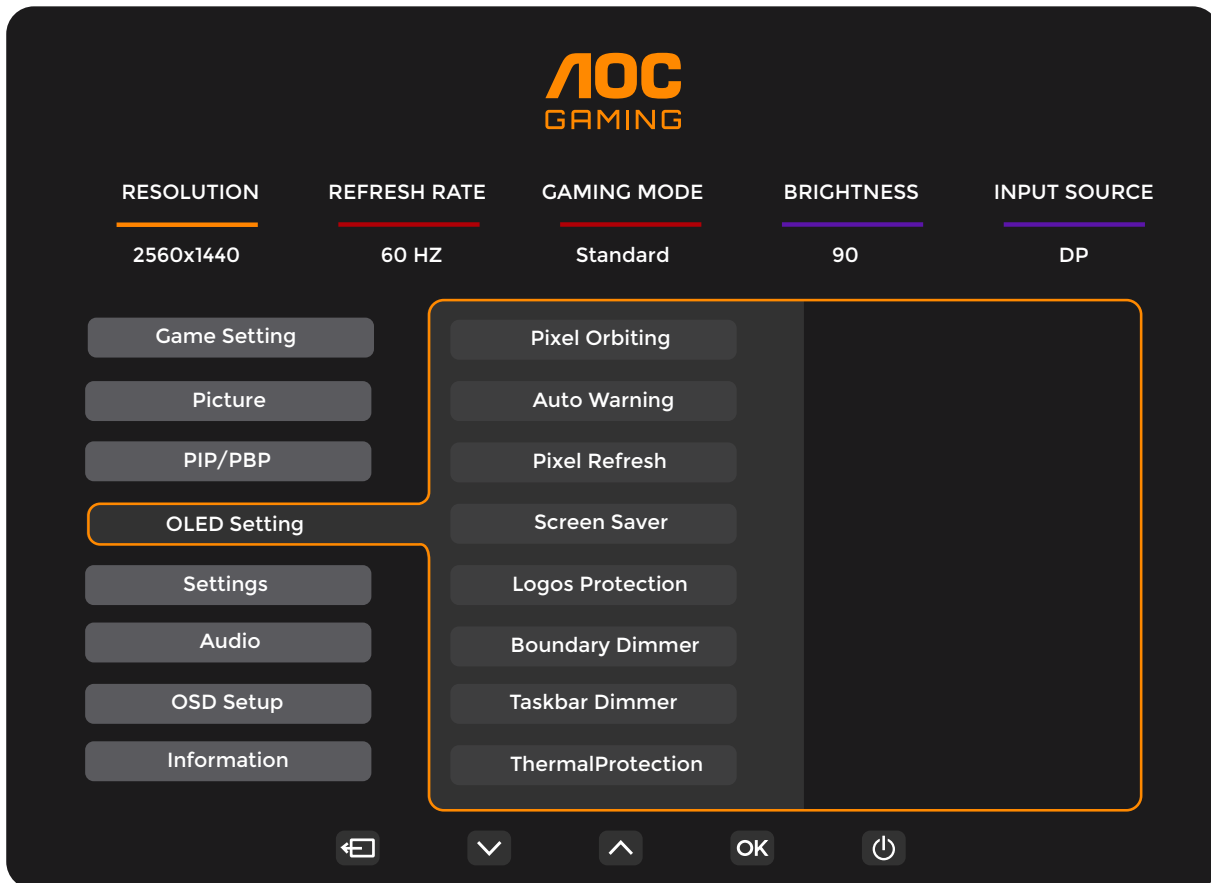 AOC
GAMING
RESOLUTION REFRESH RATE GAMING MODE BRIGHTNESS INPUT SOURCE
2560x1440 60 HZ Standard 90 DP
Game Setting
Picture
PIP/PBP
OLED Setting
Settings
Audio
OSD Setup
Information
Pixel Orbiting
Auto Warning
Pixel Refresh
Screen Saver
Logos Protection
Boundary Dimmer
Taskbar Dimmer
ThermalProtection
OK